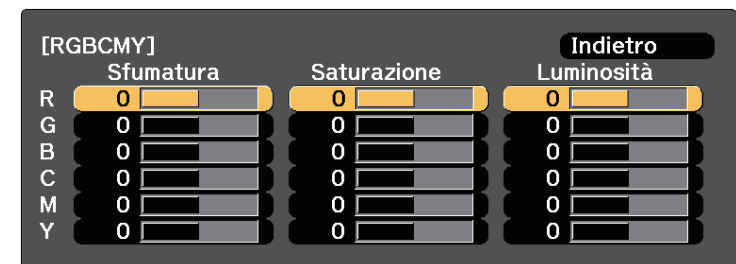 [RGBCMY] Indietro
Sfumatura Saturazione Luminosità
R 0 0 0
G 0 0 0
B 0 0 0
C 0 0 0
M 0 0 0
Y 0 0 0